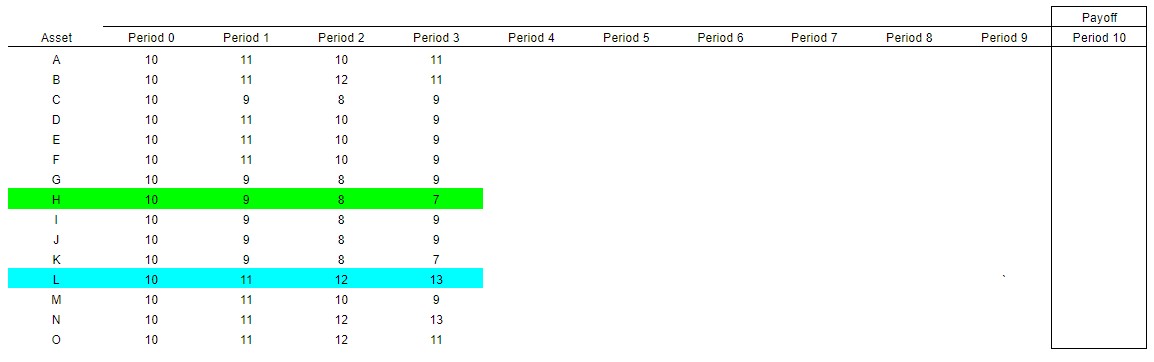 Payoff
Asset Period 0 Period 1 Period 2 Period 3 Period 4 Period 5 Period 6 Period 7 Period 8 Period 9 Period 10
A 10 11 10 11
B 10 11 12 11
C 10 9 8 9
D 10 11 10 9
E 10 11 10 9
F 10 11 10 9
G 10 9 8 9
H 10 9 8 7
I 10 9 8 9
J 10 9 8 9
K 10 9 8 7
L 10 11 12 13 `
M 10 11 10 9
N 10 11 12 13
O 10 11 12 11